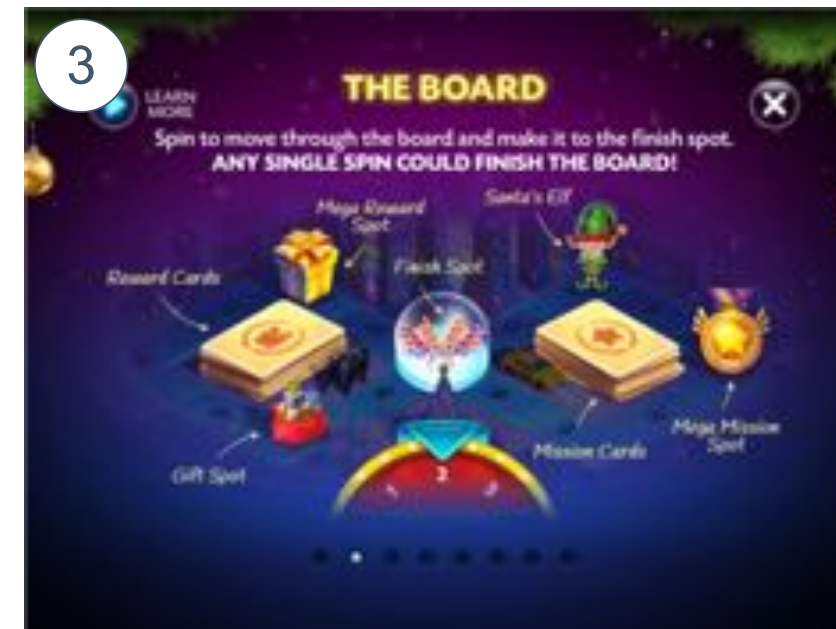 3
LEARN
MORE
THE BOARD
Spin to move through the board and make it to the finish spot.
ANY SINGLE SPIN COULD FINISH THE BOARD!
Santa's Elf
Mega Reward
Spot
Finish Spot
Reward Cards
Mega Mission
Spot
Mission Cards
Gift Spot
1 2 3